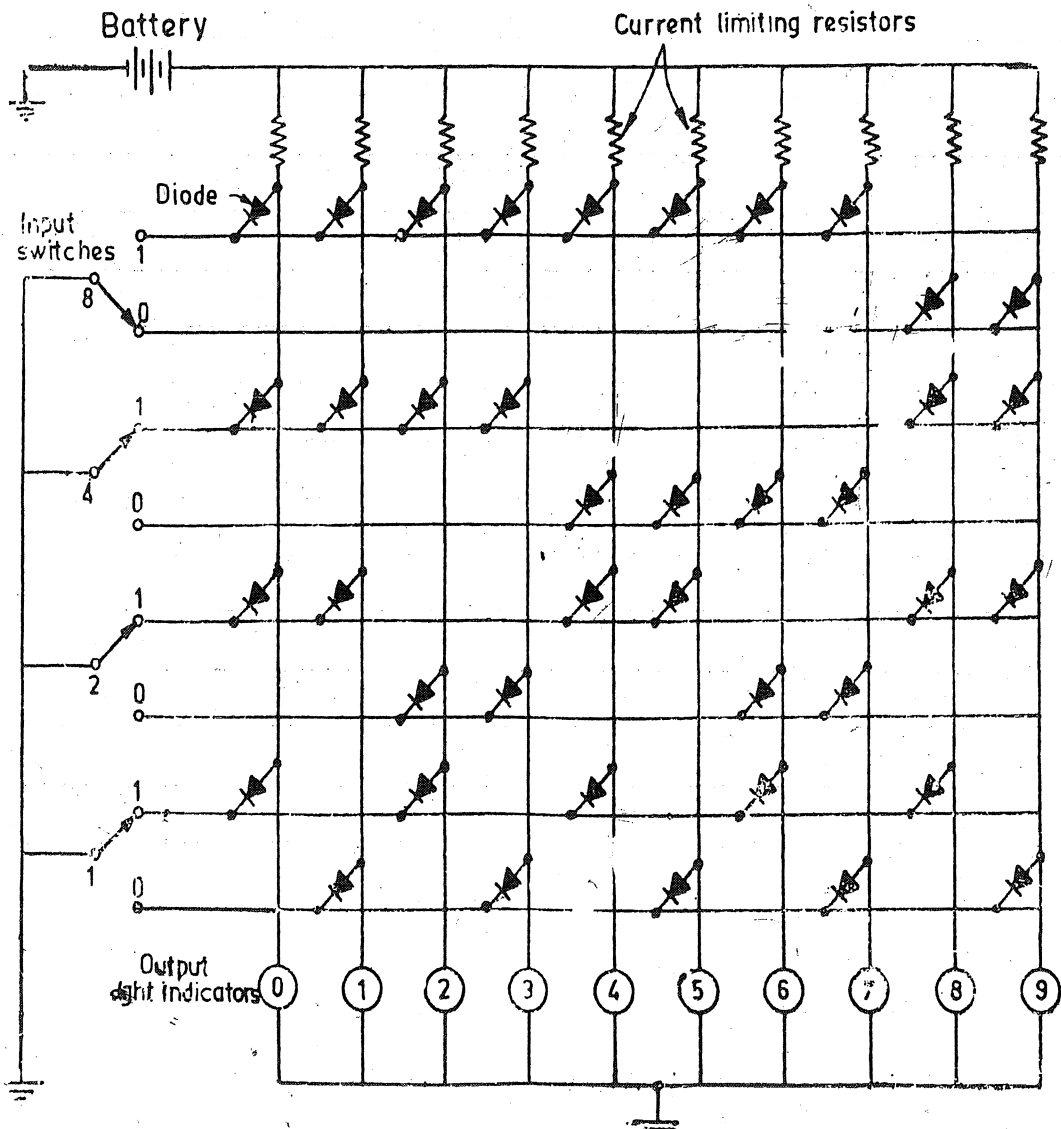 Battery
Current limiting resistors
Diode
Input
switches
1
8
0
1
4
0
1
2
0
1
1
0
Output
light indicators
0 1 2 3 4 5 6 7 8 9